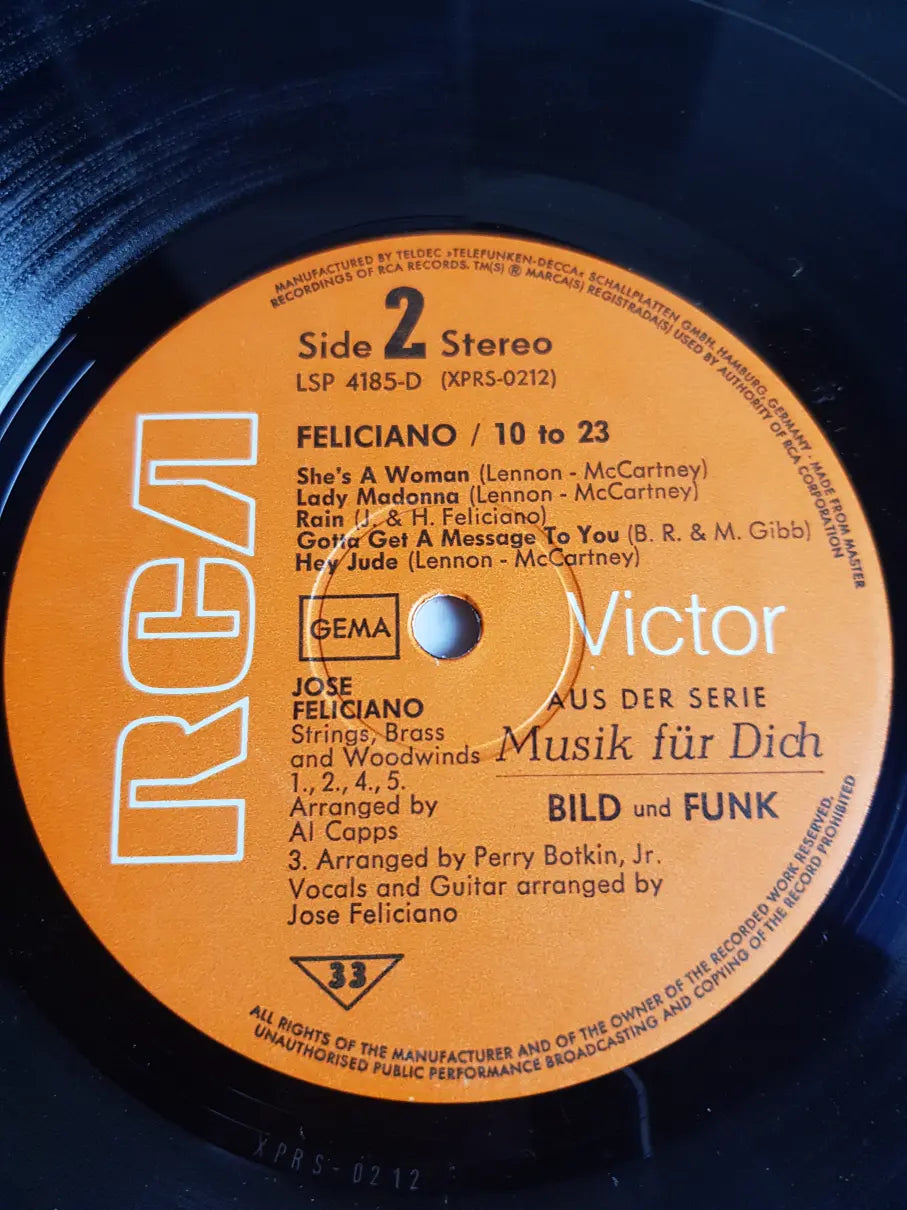 MANUFACTURED BY TELDEC »TELEFUNKEN-DECCA« SCHALLPLATTEN GMBH, HAMBURG, GERMANY · MADE FROM MASTER
RECORDINGS OF RCA RECORDS. TM(S) ® MARCA(S) REGISTRADA(S) USED BY AUTHORITY OF RCA CORPORATION
Side 2 Stereo
LSP 4185-D (XPRS-0212)
FELICIANO / 10 to 23
She's A Woman (Lennon - McCartney)
Lady Madonna (Lennon - McCartney)
Rain (J. & H. Feliciano)
Gotta Get A Message To You (B. R. & M. Gibb)
Hey Jude (Lennon - McCartney)
RCA
GEMA
Victor
JOSE
FELICIANO
Strings, Brass
and Woodwinds
1., 2., 4., 5.
Arranged by
Al Capps
3. Arranged by Perry Botkin, Jr.
Vocals and Guitar arranged by
Jose Feliciano
AUS DER SERIE
Musik für Dich
BILD und FUNK
33
ALL RIGHTS OF THE MANUFACTURER AND OF THE OWNER OF THE RECORDED WORK RESERVED.
UNAUTHORISED PUBLIC PERFORMANCE BROADCASTING AND COPYING OF THE RECORD PROHIBITED
XPRS-0212